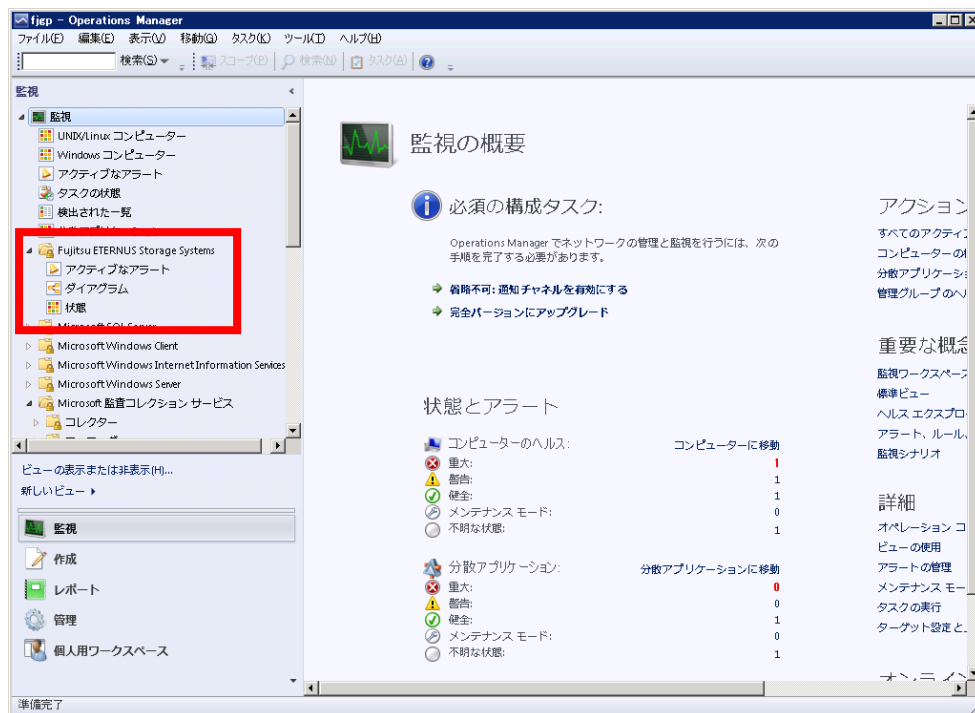 fjgp - Operations Manager
ファイル(F) 編集(E) 表示(V) 移動(G) タスク(K) ツール(T) ヘルプ(H)
検索(S) スコープ(P) 検索(N) タスク(A)
監視
監視
UNIX/Linux コンピューター
Windows コンピューター
アクティブなアラート
タスクの状態
検出された一覧
Fujitsu ETERNUS Storage Systems
アクティブなアラート
ダイアグラム
状態
Microsoft SQL Server
Microsoft Windows Client
Microsoft Windows Internet Information Services
Microsoft Windows Server
Microsoft 監査コレクション サービス
コレクター
ビューの表示または非表示(H)...
新しいビュー
監視
作成
レポート
管理
個人用ワークスペース
準備完了
監視の概要
必須の構成タスク:
Operations Manager でネットワークの管理と監視を行うには、次の
手順を完了する必要があります。
省略不可: 通知チャネルを有効にする
完全バージョンにアップグレード
状態とアラート
コンピューターのヘルス: コンピューターに移動
重大: 1
警告: 1
健全: 1
メンテナンス モード: 0
不明な状態: 1
分散アプリケーション: 分散アプリケーションに移動
重大: 0
警告: 0
健全: 1
メンテナンス モード: 0
不明な状態: 1
アクション
すべてのアクティブ
コンピューターの
分散アプリケーシ
管理グループのヘ
重要な概念
監視ワークスペース
標準ビュー
ヘルス エクスプロ
アラート、ルール、
監視シナリオ
詳細
オペレーション コ
ビューの使用
アラートの管理
メンテナンス モー
タスクの実行
ターゲット設定と
オンライン